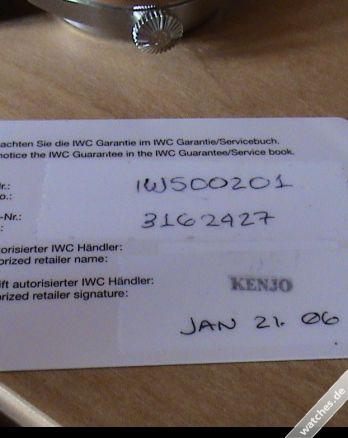 achten Sie die IWC Garantie im IWC Garantie/Servicebuch.
notice the IWC Guarantee in the IWC Guarantee/Service book.
Nr.:
IW500201
o.:
-Nr.:
3162427
:
torisierter IWC Händler:
orized retailer name:
ift autorisierter IWC Händler:
KENJO
orized retailer signature:
JAN 21. 06
watches.de